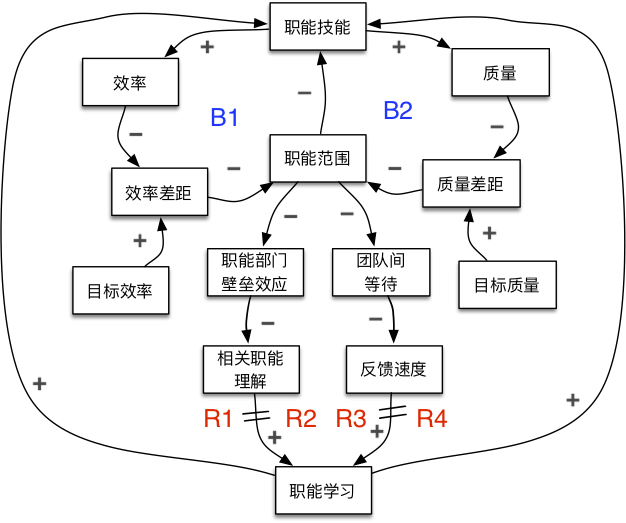 职能技能
+
+
效率
质量
B1
B2
−
−
−
职能范围
−
−
效率差距
质量差距
+
+
目标效率
目标质量
−
−
职能部门
壁垒效应
团队间
等待
−
−
相关职能
理解
反馈速度
+
+
R1
R2
R3
R4
+
+
职能学习